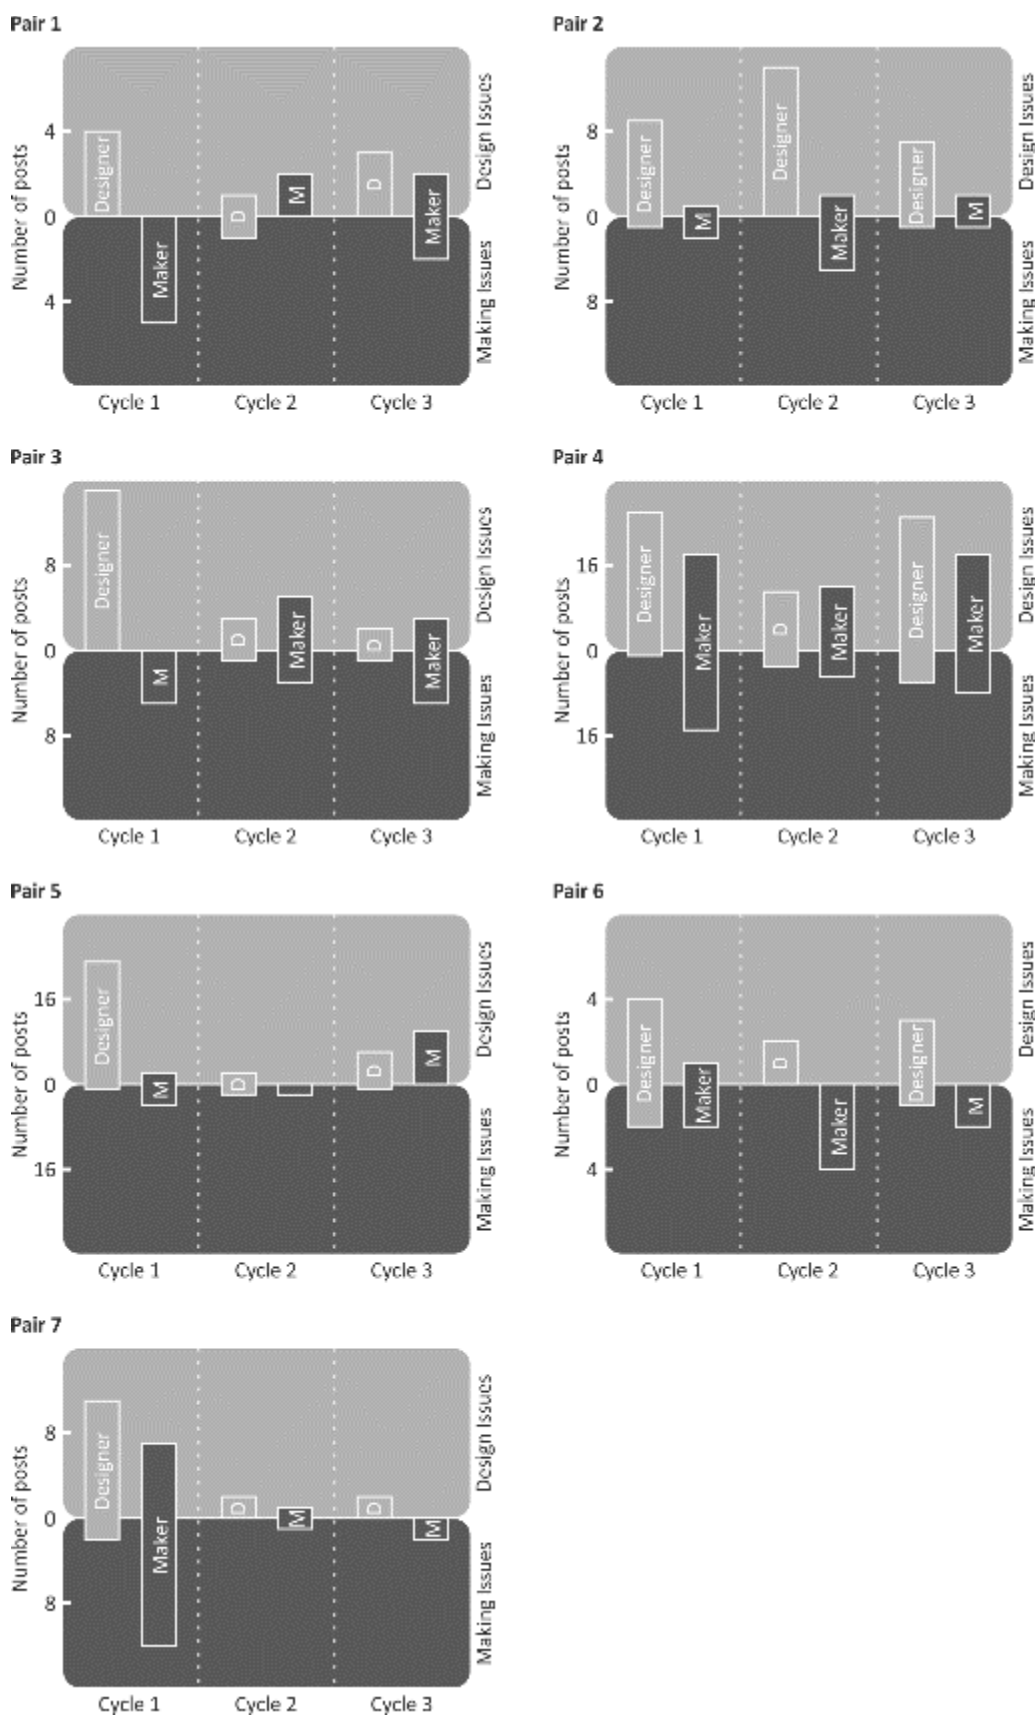 Pair 1
Number of posts
4
0
4
Designer
Maker
D
M
D
Maker
Design Issues
Making Issues
Cycle 1
Cycle 2
Cycle 3
Pair 2
Number of posts
8
0
8
Designer
M
Designer
Maker
Designer
M
Design Issues
Making Issues
Cycle 1
Cycle 2
Cycle 3
Pair 3
Number of posts
8
0
8
Designer
M
D
Maker
D
Maker
Design Issues
Making Issues
Cycle 1
Cycle 2
Cycle 3
Pair 4
Number of posts
16
0
16
Designer
Maker
D
Maker
Designer
Maker
Design Issues
Making Issues
Cycle 1
Cycle 2
Cycle 3
Pair 5
Number of posts
16
0
16
Designer
M
D
D
M
Design Issues
Making Issues
Cycle 1
Cycle 2
Cycle 3
Pair 6
Number of posts
4
0
4
Designer
Maker
D
Maker
Designer
M
Design Issues
Making Issues
Cycle 1
Cycle 2
Cycle 3
Pair 7
Number of posts
8
0
8
Designer
Maker
D
M
D
M
Design Issues
Making Issues
Cycle 1
Cycle 2
Cycle 3